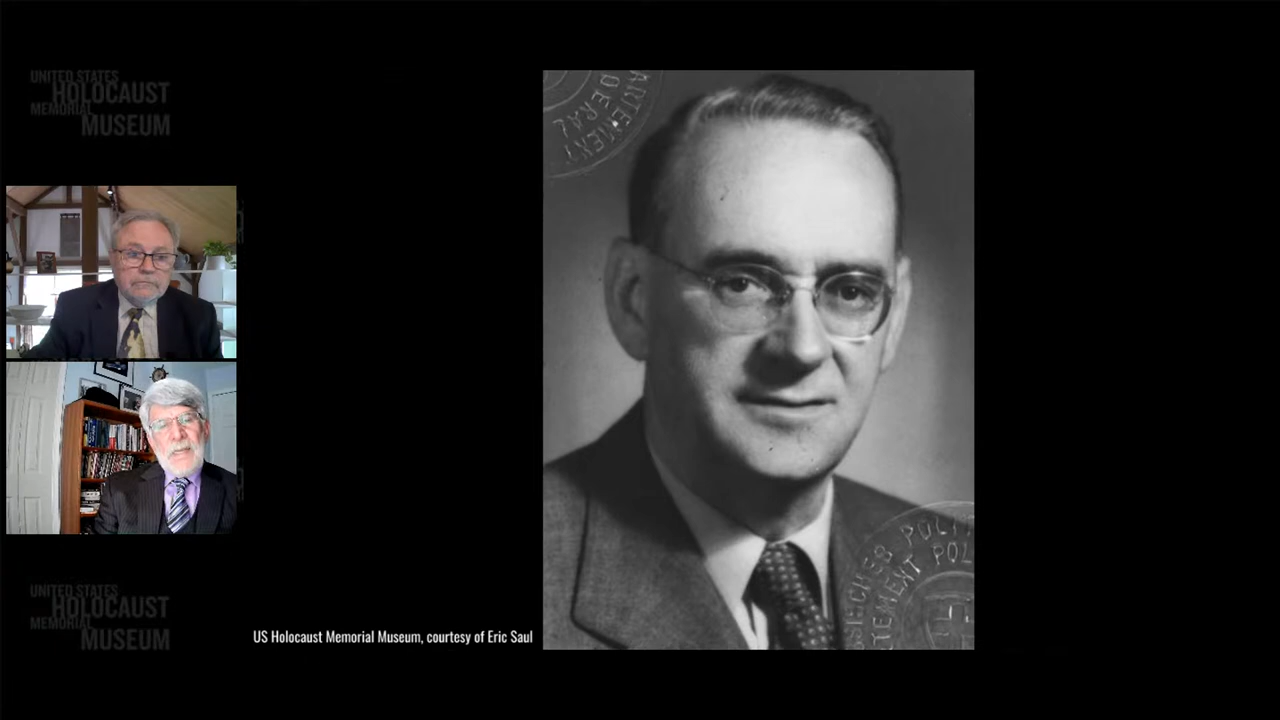 UNITED STATES
HOLOCAUST
MEMORIAL
MUSEUM
US Holocaust Memorial Museum, courtesy of Eric Saul
UNITED STATES
HOLOCAUST
MEMORIAL
MUSEUM